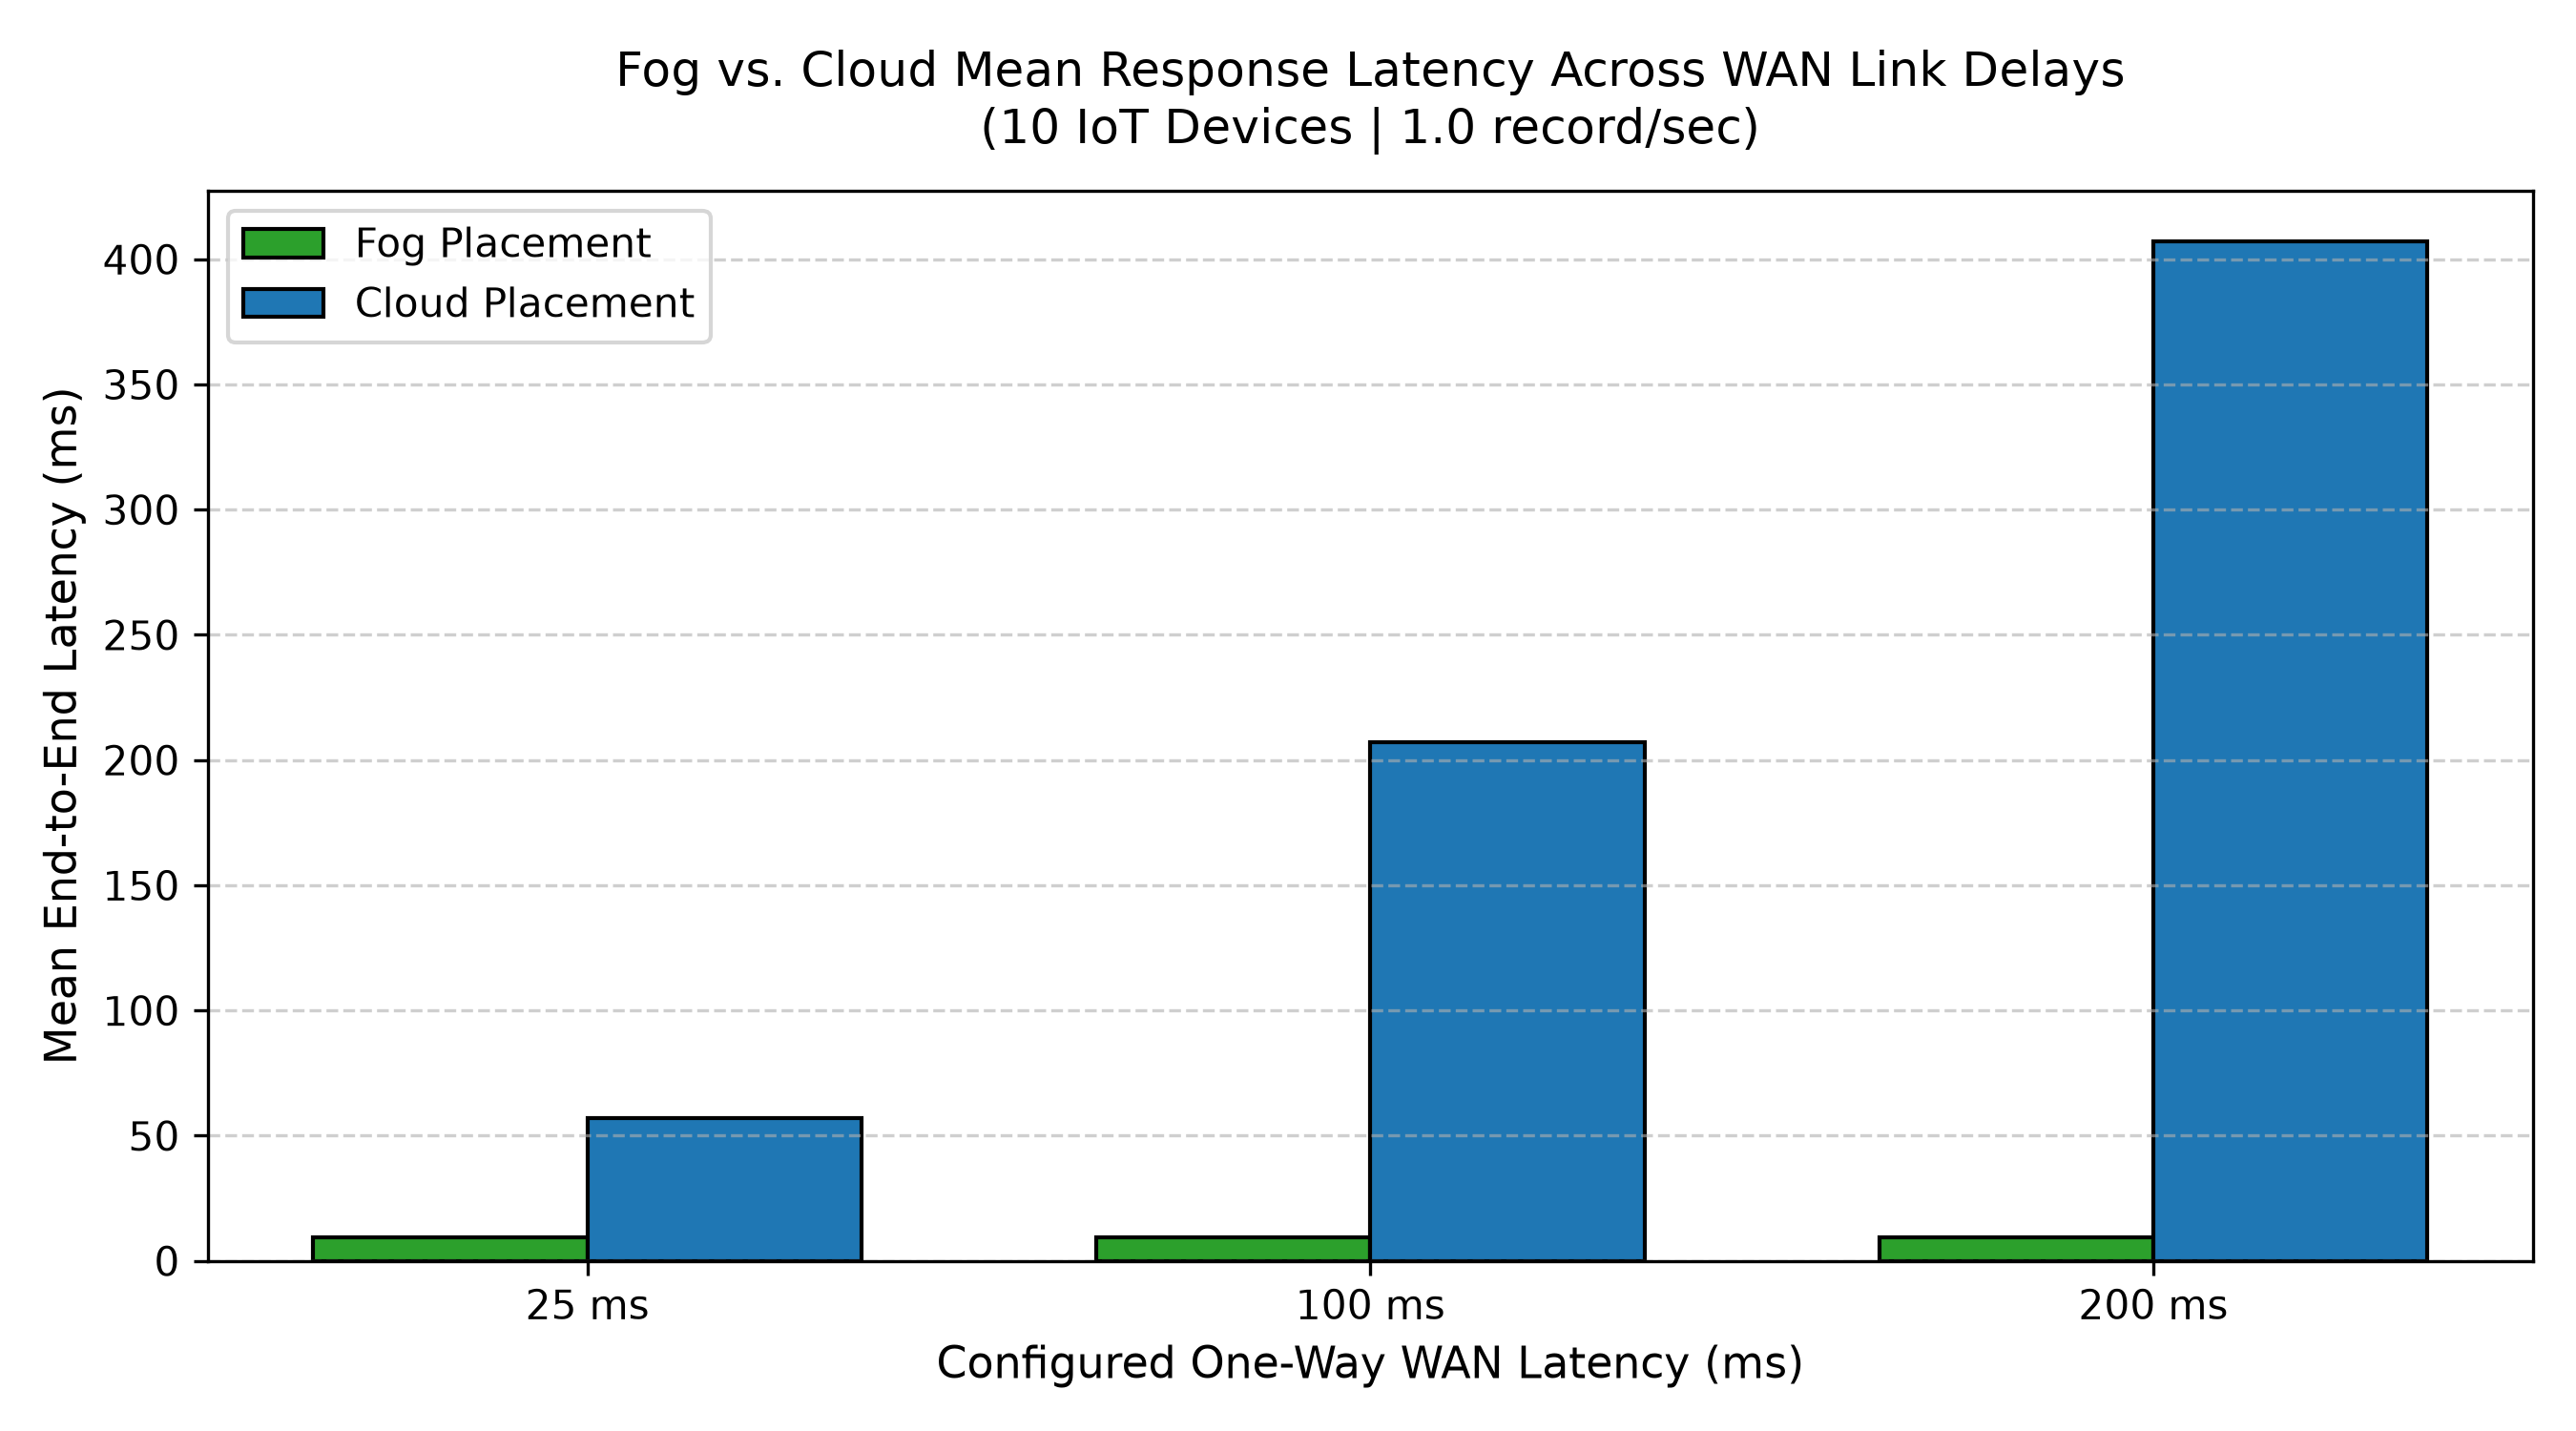 Fog vs. Cloud Mean Response Latency Across WAN Link Delays
(10 IoT Devices | 1.0 record/sec)
Fog Placement
Cloud Placement
Mean End-to-End Latency (ms)
400
350
300
250
200
150
100
50
0
25 ms
100 ms
200 ms
Configured One-Way WAN Latency (ms)